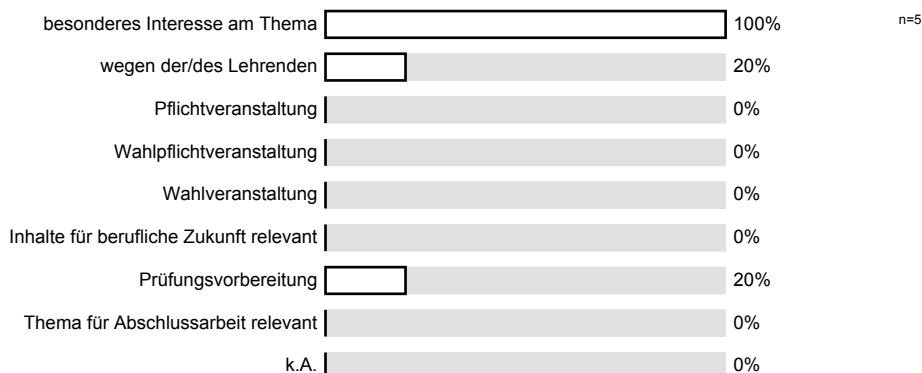 besonderes Interesse am Thema 100% n=5
wegen der/des Lehrenden 20%
Pflichtveranstaltung 0%
Wahlpflichtveranstaltung 0%
Wahlveranstaltung 0%
Inhalte für berufliche Zukunft relevant 0%
Prüfungsvorbereitung 20%
Thema für Abschlussarbeit relevant 0%
k.A. 0%